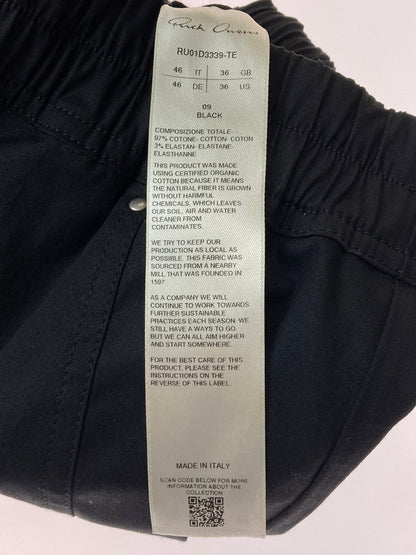 Rick Owens
RU01D3339-TE
46 IT 36 GB
46 DE 36 US
09
BLACK
COMPOSIZIONE TOTALE-
97% COTONE- COTTON- COTON
3% ELASTAN- ELASTANE-
ELASTHANNE
THIS PRODUCT WAS MADE
USING CERTIFIED ORGANIC
COTTON BECAUSE IT MEANS
THE NATURAL FIBER IS GROWN
WITHOUT HARMFUL
CHEMICALS, WHICH LEAVES
OUR SOIL, AIR AND WATER
CLEANER FROM
CONTAMINATES.
WE TRY TO KEEP OUR
PRODUCTION AS LOCAL AS
POSSIBLE. THIS FABRIC WAS
SOURCED FROM A NEARBY
MILL THAT WAS FOUNDED IN
1597
AS A COMPANY WE WILL
CONTINUE TO WORK TOWARDS
FURTHER SUSTAINABLE
PRACTICES EACH SEASON. WE
STILL HAVE A WAYS TO GO,
BUT WE CAN ALL AIM HIGHER
AND START SOMEWHERE.
FOR THE BEST CARE OF THIS
PRODUCT, PLEASE SEE THE
INSTRUCTIONS ON THE
REVERSE OF THIS LABEL.
MADE IN ITALY
SCAN CODE BELOW FOR MORE
INFORMATION ABOUT THE
COLLECTION